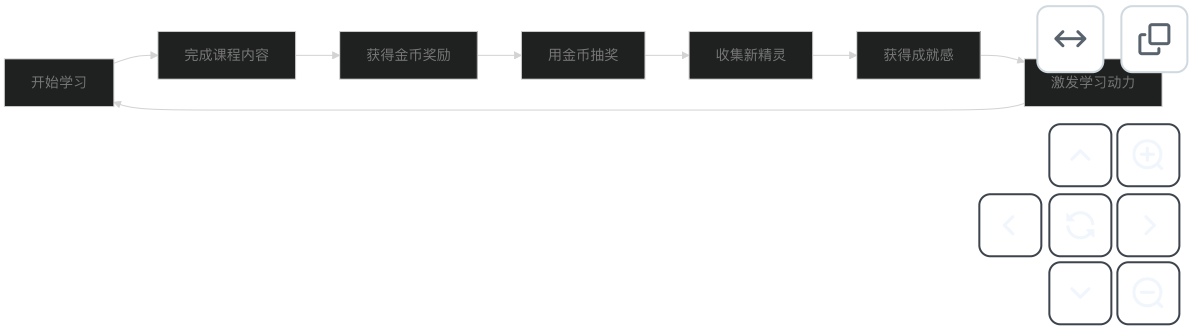 开始学习
完成课程内容
获得金币奖励
用金币抽奖
收集新精灵
获得成就感
激发学习动力